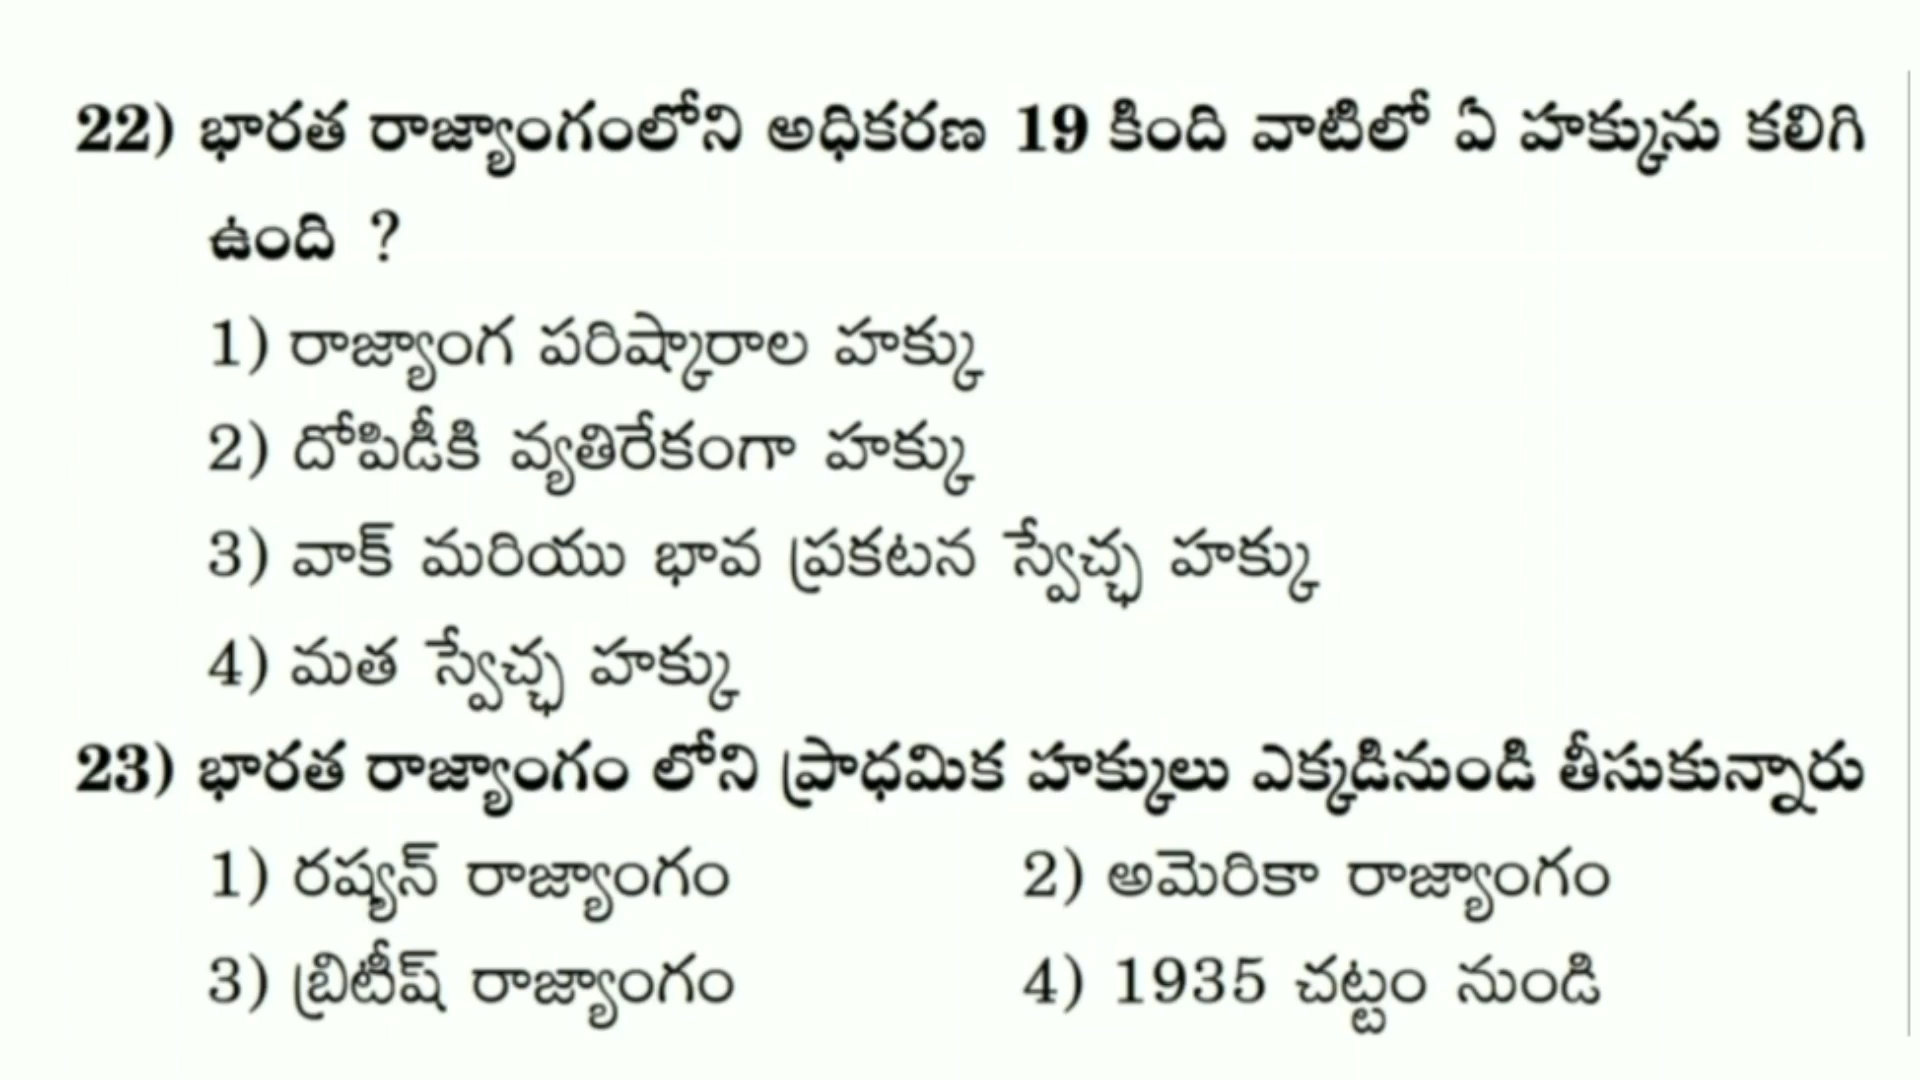 22) భారత రాజ్యాంగంలోని అధికరణ 19 కింది వాటిలో ఏ హక్కును కలిగి
ఉంది ?
1) రాజ్యాంగ పరిష్కారాల హక్కు
2) దోపిడీకి వ్యతిరేకంగా హక్కు
3) వాక్ మరియు భావ ప్రకటన స్వేచ్ఛ హక్కు
4) మత స్వేచ్ఛ హక్కు
23) భారత రాజ్యాంగం లోని ప్రాధమిక హక్కులు ఎక్కడినుండి తీసుకున్నారు
1) రష్యన్ రాజ్యాంగం 2) అమెరికా రాజ్యాంగం
3) బ్రిటీష్ రాజ్యాంగం 4) 1935 చట్టం నుండి